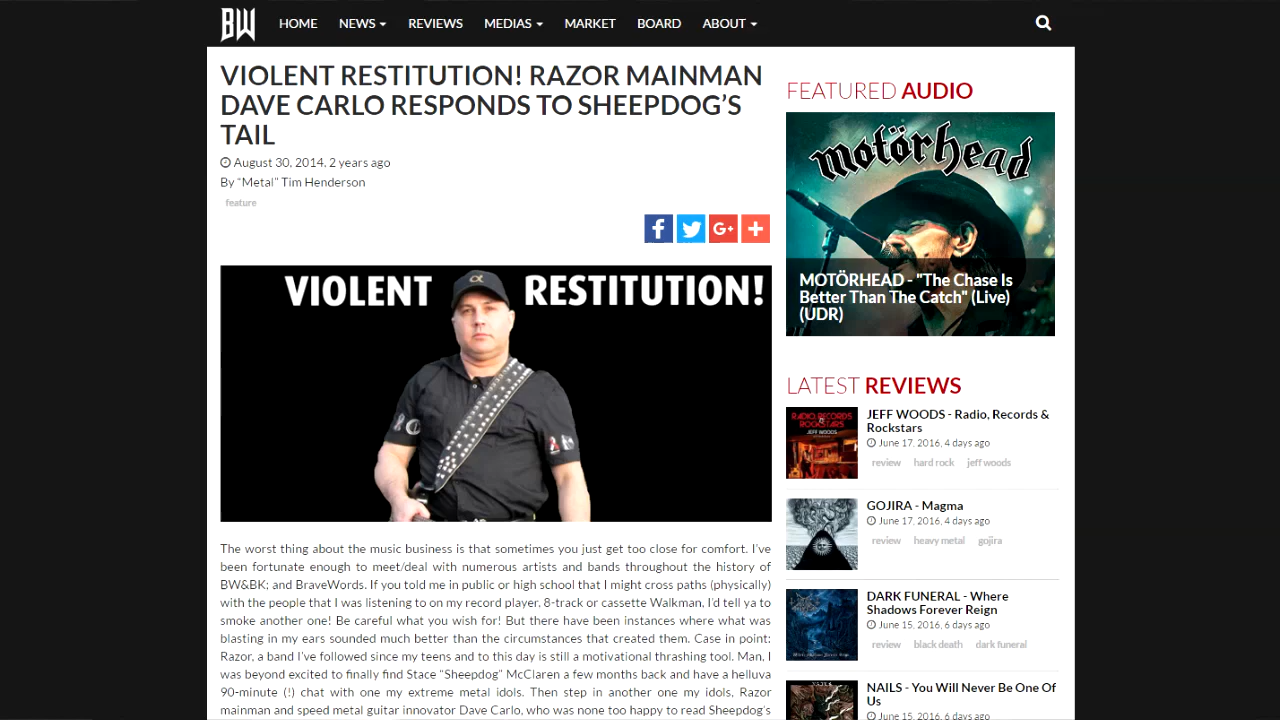 BW HOME NEWS REVIEWS MEDIAS MARKET BOARD ABOUT
VIOLENT RESTITUTION! RAZOR MAINMAN
DAVE CARLO RESPONDS TO SHEEPDOG’S
TAIL
August 30, 2014, 2 years ago
By “Metal” Tim Henderson
feature
VIOLENT RESTITUTION!
The worst thing about the music business is that sometimes you just get too close for comfort. I’ve
been fortunate enough to meet/deal with numerous artists and bands throughout the history of
BW&BK; and BraveWords. If you told me in public or high school that I might cross paths (physically)
with the people that I was listening to on my record player, 8-track or cassette Walkman, I’d tell ya to
smoke another one! Be careful what you wish for! But there have been instances where what was
blasting in my ears sounded much better than the circumstances that created them. Case in point:
Razor, a band I’ve followed since my teens and to this day is still a motivational thrashing tool. Man, I
was beyond excited to finally find Stace “Sheepdog” McClaren a few months back and have a helluva
90-minute (!) chat with one my extreme metal idols. Then step in another one my idols, Razor
mainman and speed metal guitar innovator Dave Carlo, who was none too happy to read Sheepdog’s
FEATURED AUDIO
motörhead
MOTÖRHEAD - "The Chase Is
Better Than The Catch" (Live)
(UDR)
LATEST REVIEWS
RADIO RECORDS
ROCKSTARS
JEFF WOODS
JEFF WOODS - Radio, Records &
Rockstars
June 17, 2016, 4 days ago
review hard rock jeff woods
GOJIRA - Magma
June 17, 2016, 4 days ago
review heavy metal gojira
DARK FUNERAL - Where
Shadows Forever Reign
June 15, 2016, 6 days ago
review black death dark funeral
NAILS - You Will Never Be One Of
Us
June 15, 2016, 6 days ago